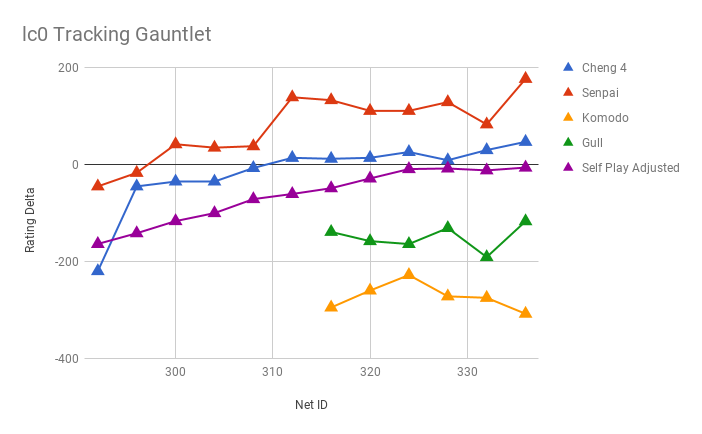 lc0 Tracking Gauntlet
200
0
-200
-400
Rating Delta
300
310
320
330
Net ID
Cheng 4
Senpai
Komodo
Gull
Self Play Adjusted